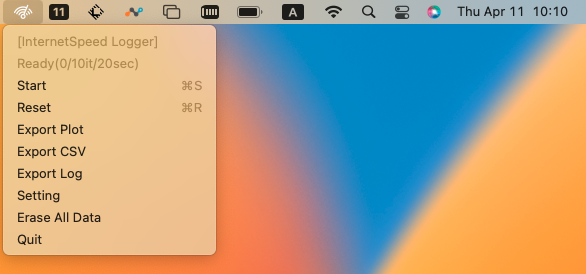 11 A Thu Apr 11 10:10
[InternetSpeed Logger]
Ready(0/10it/20sec)
Start ⌘S
Reset ⌘R
Export Plot
Export CSV
Export Log
Setting
Erase All Data
Quit